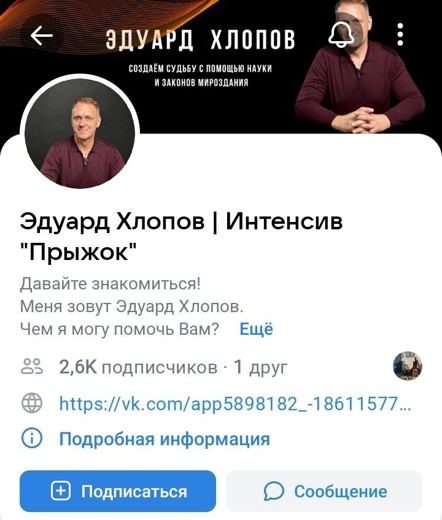 ЭДУАРД ХЛОПОВ
СОЗДАЁМ СУДЬБУ С ПОМОЩЬЮ НАУКИ
И ЗАКОНОВ МИРОЗДАНИЯ
Эдуард Хлопов | Интенсив
"Прыжок"
Давайте знакомиться!
Меня зовут Эдуард Хлопов.
Чем я могу помочь Вам? Ещё
2,6K подписчиков · 1 друг
https://vk.com/app5898182_-18611577...
Подробная информация
Подписаться
Сообщение